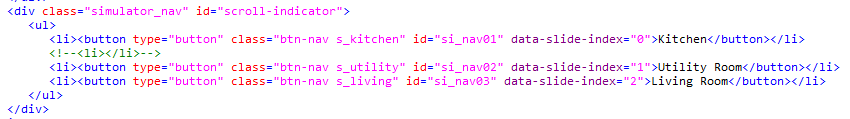 <div class="simulator_nav" id="scroll-indicator">
<ul>
<li><button type="button" class="btn-nav s_kitchen" id="si_nav01" data-slide-index="0">Kitchen</button></li>
<!--<li></li>-->
<li><button type="button" class="btn-nav s_utility" id="si_nav02" data-slide-index="1">Utility Room</button></li>
<li><button type="button" class="btn-nav s_living" id="si_nav03" data-slide-index="2">Living Room</button></li>
</ul>
</div>